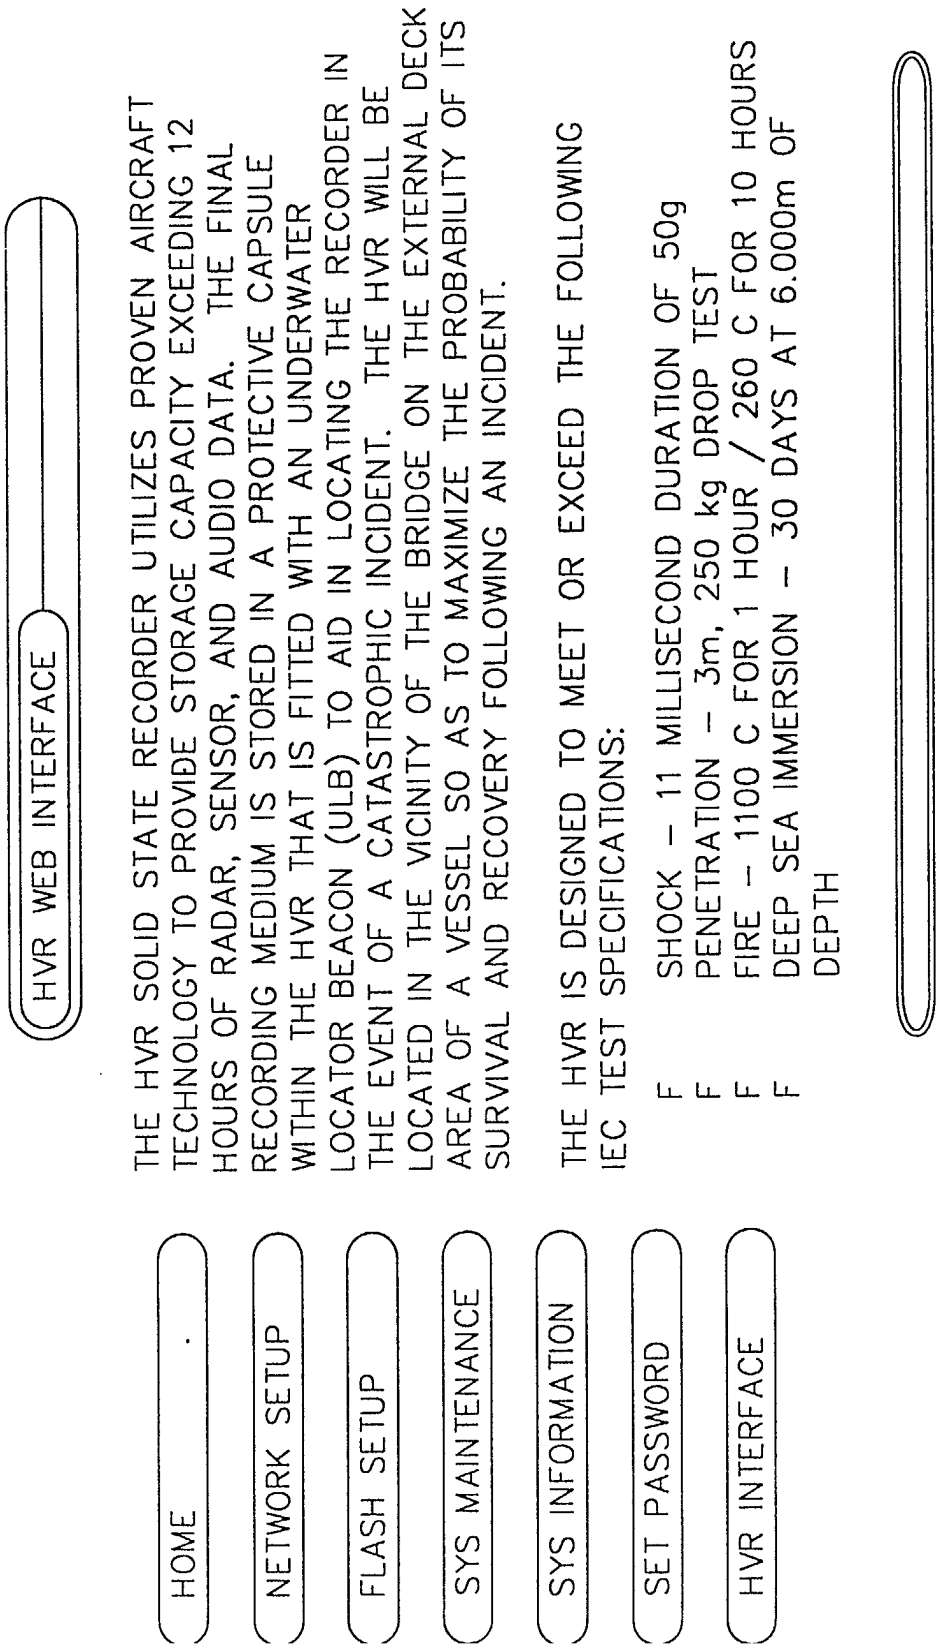 HVR WEB INTERFACE
HOME
NETWORK SETUP
FLASH SETUP
SYS MAINTENANCE
SYS INFORMATION
SET PASSWORD
HVR INTERFACE
THE HVR SOLID STATE RECORDER UTILIZES PROVEN AIRCRAFT
TECHNOLOGY TO PROVIDE STORAGE CAPACITY EXCEEDING 12
HOURS OF RADAR, SENSOR, AND AUDIO DATA. THE FINAL
RECORDING MEDIUM IS STORED IN A PROTECTIVE CAPSULE
WITHIN THE HVR THAT IS FITTED WITH AN UNDERWATER
LOCATOR BEACON (ULB) TO AID IN LOCATING THE RECORDER IN
THE EVENT OF A CATASTROPHIC INCIDENT. THE HVR WILL BE
LOCATED IN THE VICINITY OF THE BRIDGE ON THE EXTERNAL DECK
AREA OF A VESSEL SO AS TO MAXIMIZE THE PROBABILITY OF ITS
SURVIVAL AND RECOVERY FOLLOWING AN INCIDENT.
THE HVR IS DESIGNED TO MEET OR EXCEED THE FOLLOWING
IEC TEST SPECIFICATIONS:
F SHOCK – 11 MILLISECOND DURATION OF 50g
F PENETRATION – 3m, 250 kg DROP TEST
F FIRE – 1100 C FOR 1 HOUR / 260 C FOR 10 HOURS
F DEEP SEA IMMERSION – 30 DAYS AT 6.000m OF
DEPTH